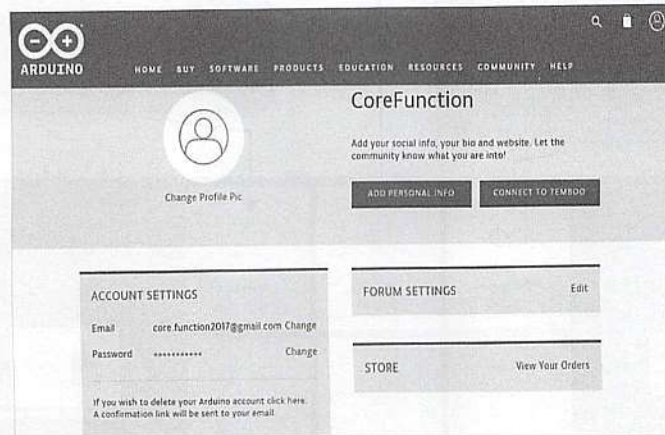 ARDUINO
HOME BUY SOFTWARE PRODUCTS EDUCATION RESOURCES COMMUNITY HELP
CoreFunction
Add your social info, your bio and website. Let the
community know what you are into!
ADD PERSONAL INFO CONNECT TO TEMBOO
Change Profile Pic
ACCOUNT SETTINGS
Email core.function2017@gmail.com Change
Password *********** Change
If you wish to delete your Arduino account click here.
A confirmation link will be sent to your email
FORUM SETTINGS Edit
STORE View Your Orders